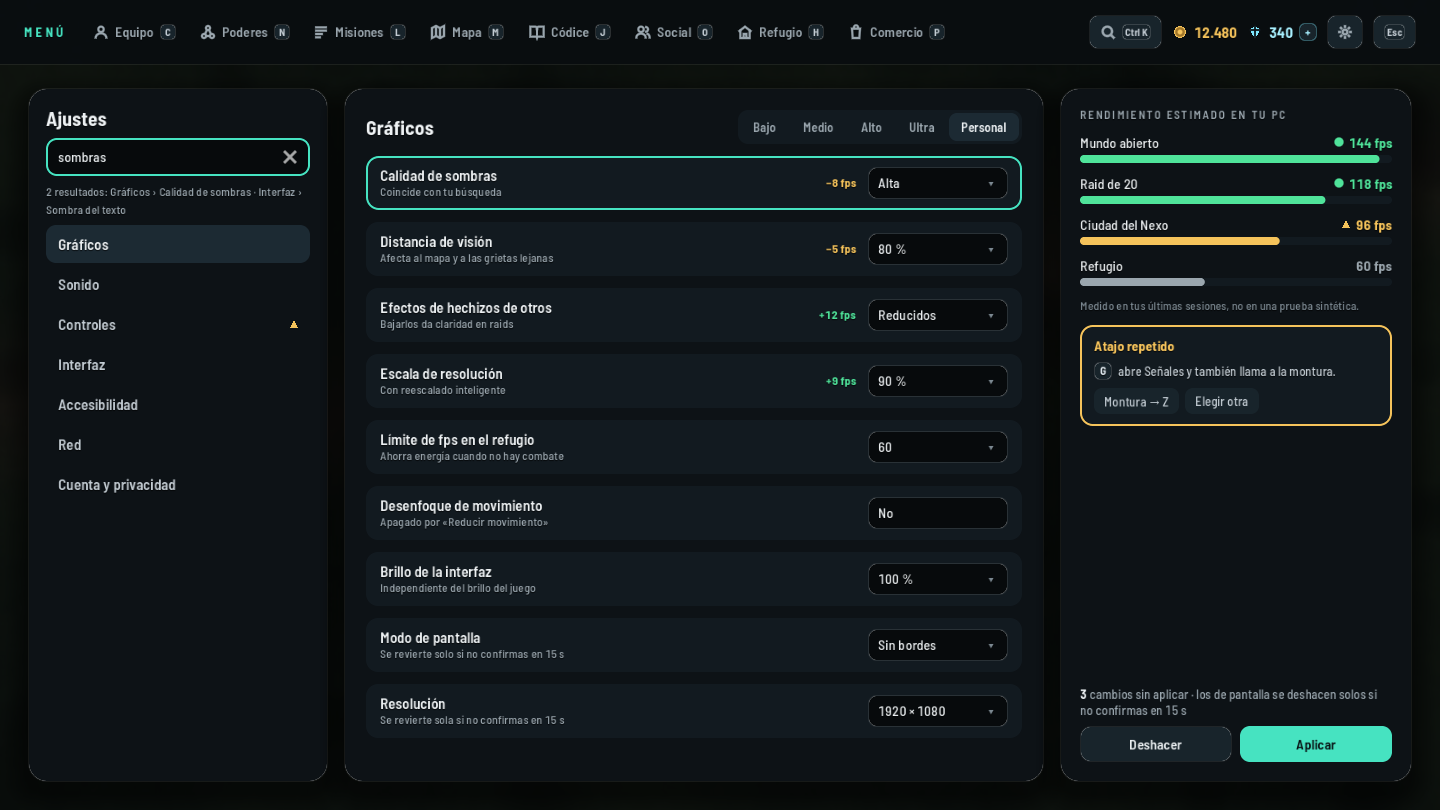 MENÚ
Equipo C
Poderes N
Misiones L
Mapa M
Códice J
Social O
Refugio H
Comercio P
Ctrl K
12.480
340 +
Esc
Ajustes
sombras
2 resultados: Gráficos › Calidad de sombras · Interfaz ›
Sombra del texto
Gráficos
Sonido
Controles
Interfaz
Accesibilidad
Red
Cuenta y privacidad
Gráficos
Bajo
Medio
Alto
Ultra
Personal
Calidad de sombras
Coincide con tu búsqueda
−8 fps
Alta
Distancia de visión
Afecta al mapa y a las grietas lejanas
−5 fps
80 %
Efectos de hechizos de otros
Bajarlos da claridad en raids
+12 fps
Reducidos
Escala de resolución
Con reescalado inteligente
+9 fps
90 %
Límite de fps en el refugio
Ahorra energía cuando no hay combate
60
Desenfoque de movimiento
Apagado por «Reducir movimiento»
No
Brillo de la interfaz
Independiente del brillo del juego
100 %
Modo de pantalla
Se revierte solo si no confirmas en 15 s
Sin bordes
Resolución
Se revierte sola si no confirmas en 15 s
1920 × 1080
RENDIMIENTO ESTIMADO EN TU PC
Mundo abierto 144 fps
Raid de 20 118 fps
Ciudad del Nexo 96 fps
Refugio 60 fps
Medido en tus últimas sesiones, no en una prueba sintética.
Atajo repetido
G abre Señales y también llama a la montura.
Montura → Z
Elegir otra
3 cambios sin aplicar · los de pantalla se deshacen solos si
no confirmas en 15 s
Deshacer
Aplicar